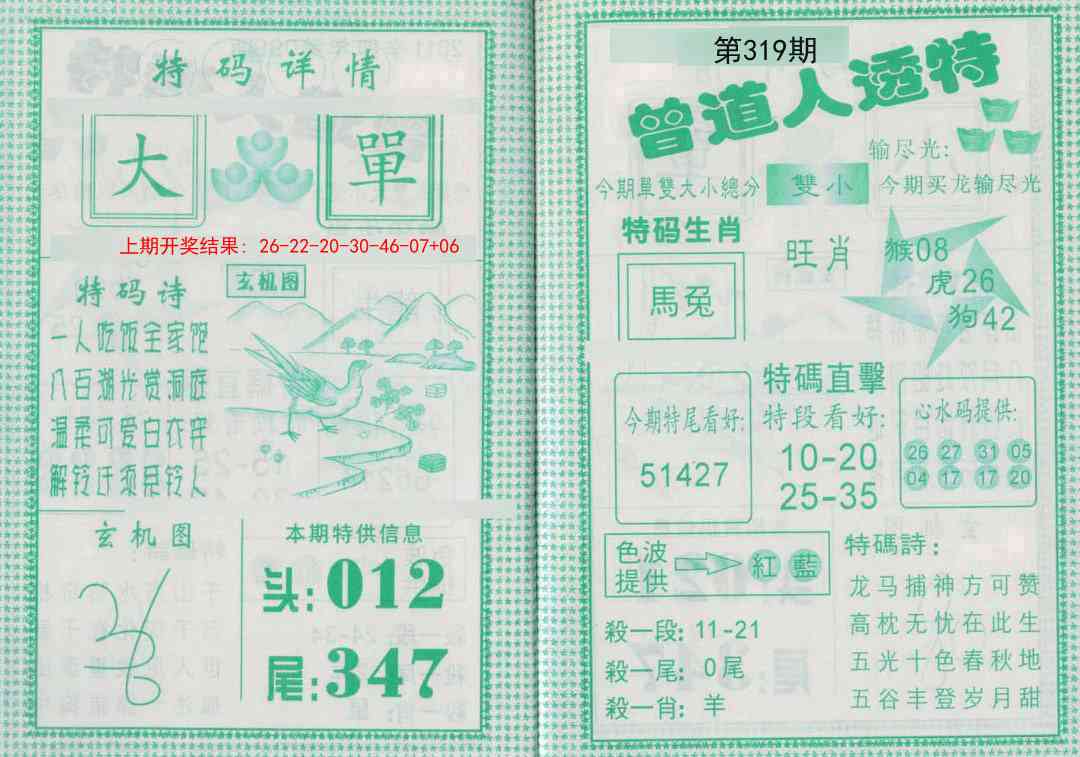 特码详情
大
單
上期开奖结果: 26-22-20-30-46-07+06
特码诗
一人吃饭全家饱
八百湖光赏洞庭
温柔可爱白衣穿
解铃还须系铃人
玄机图
玄机图
本期特供信息
头:012
尾:347
第319期
曾道人透特
输尽光:
今期單雙大小總分
雙小
今期买龙输尽光
特码生肖
馬兔
旺肖
猴08
虎26
狗42
今期特尾看好:
51427
特碼直擊
特段看好:
10-20
25-35
心水码提供:
26 27 31 05
04 17 17 20
色波
提供
紅 藍
殺一段: 11-21
殺一尾: 0尾
殺一肖: 羊
特碼詩:
龙马捕神方可赞
高枕无忧在此生
五光十色春秋地
五谷丰登岁月甜